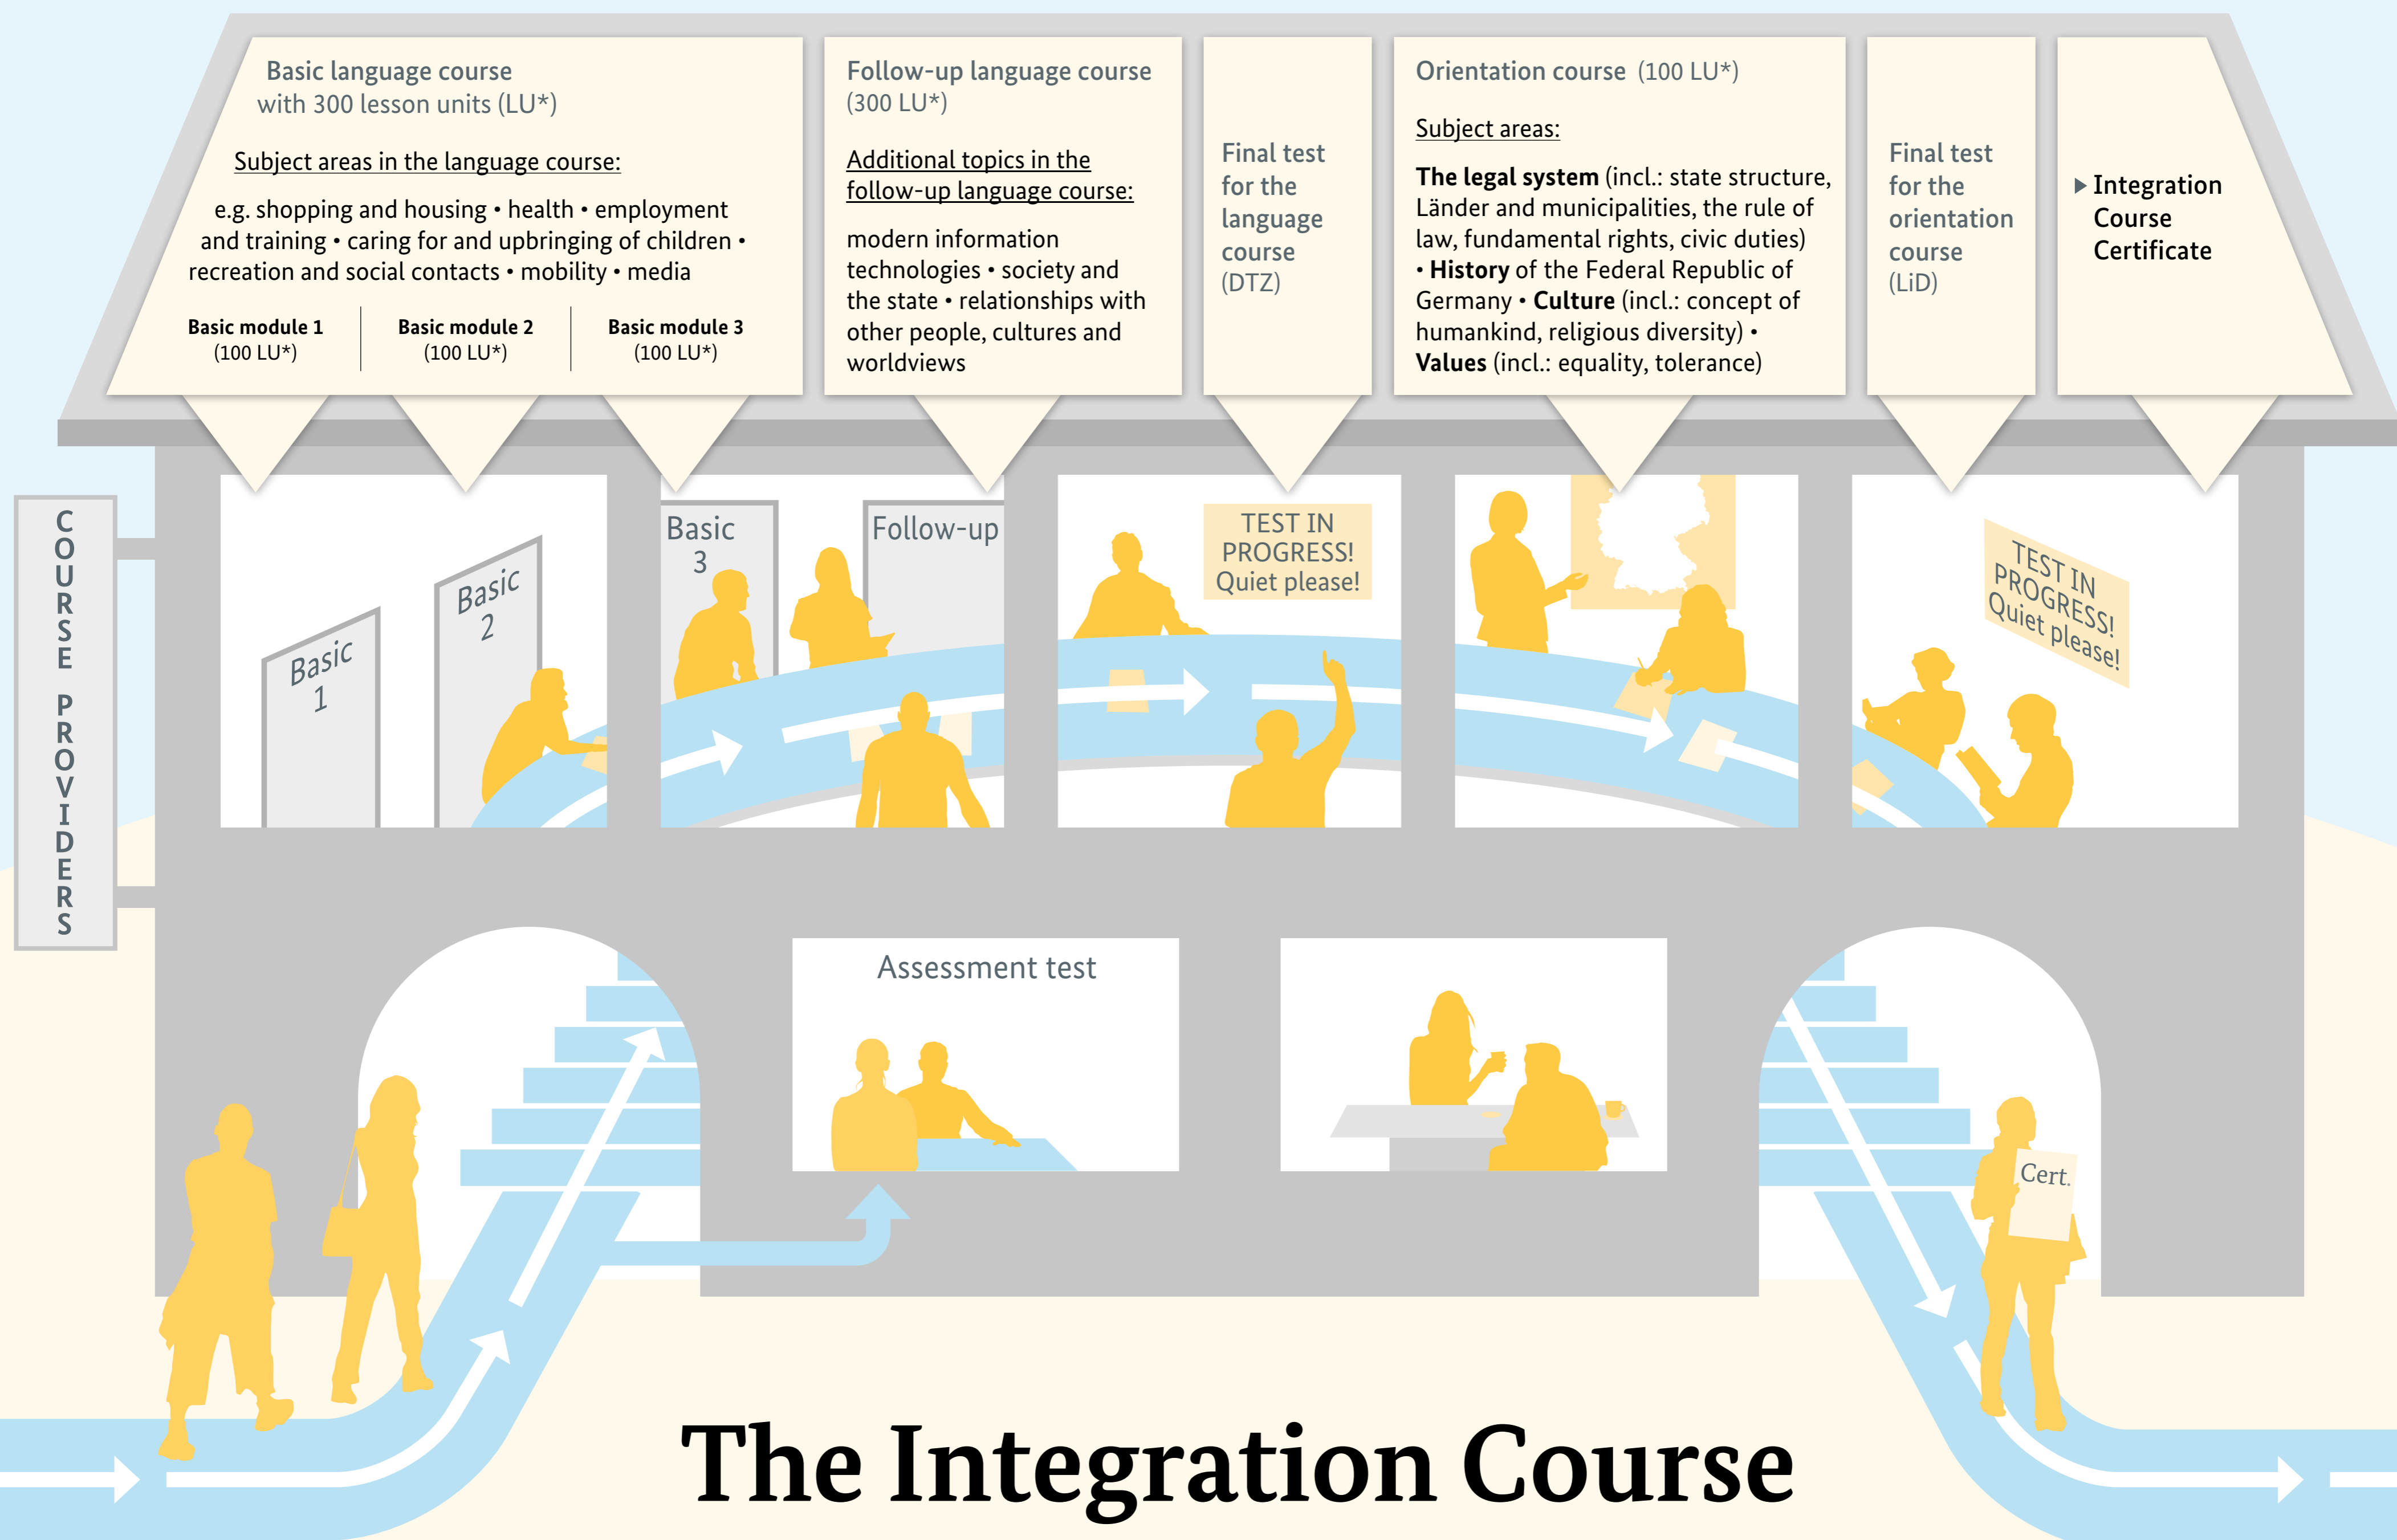 Basic language course
with 300 lesson units (LU*)
Subject areas in the language course:
e.g. shopping and housing • health • employment
and training • caring for and upbringing of children •
recreation and social contacts • mobility • media
Basic module 1
(100 LU*)
Basic module 2
(100 LU*)
Basic module 3
(100 LU*)
Follow-up language course
(300 LU*)
Additional topics in the
follow-up language course:
modern information
technologies • society and
the state • relationships with
other people, cultures and
worldviews
Final test
for the
language
course
(DTZ)
Orientation course (100 LU*)
Subject areas:
The legal system (incl.: state structure,
Länder and municipalities, the rule of
law, fundamental rights, civic duties)
• History of the Federal Republic of
Germany • Culture (incl.: concept of
humankind, religious diversity) •
Values (incl.: equality, tolerance)
Final test
for the
orientation
course
(LiD)
▶ Integration
Course
Certificate
COURSE PROVIDERS
Basic
1
Basic
2
Basic
3
Follow-up
TEST IN
PROGRESS!
Quiet please!
TEST IN
PROGRESS!
Quiet please!
Assessment test
Cert.
The Integration Course